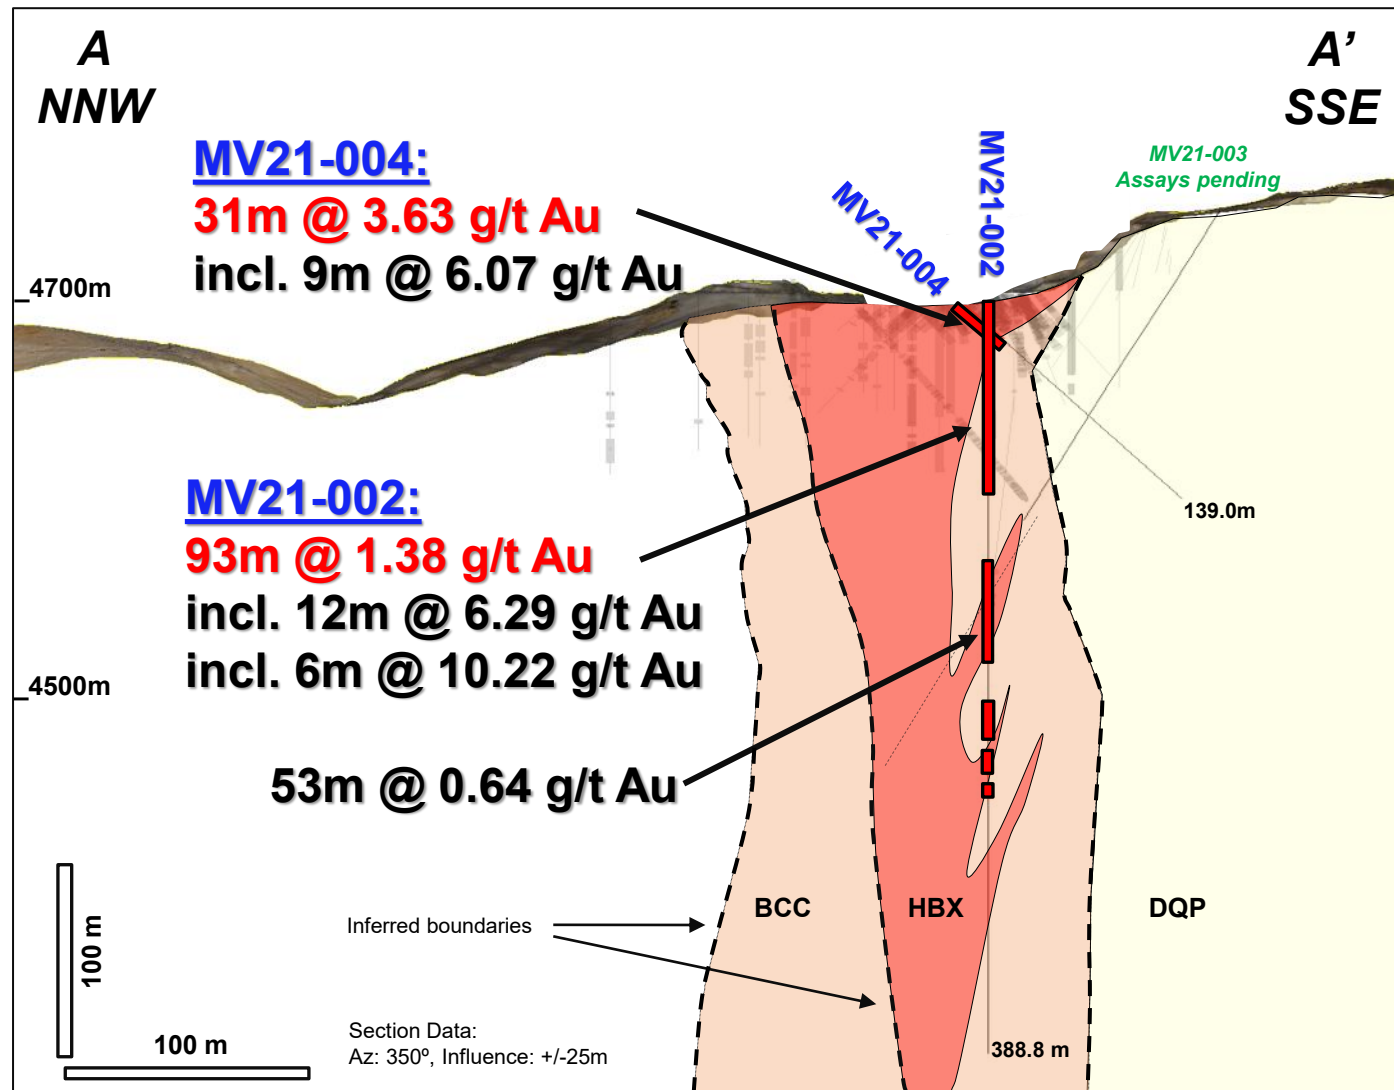 A
NNW
A’
SSE
MV21-004:
31m @ 3.63 g/t Au
incl. 9m @ 6.07 g/t Au
MV21-004
MV21-002
MV21-003
Assays pending
4700m
139.0m
MV21-002:
93m @ 1.38 g/t Au
incl. 12m @ 6.29 g/t Au
incl. 6m @ 10.22 g/t Au
4500m
53m @ 0.64 g/t Au
BCC
HBX
DQP
Inferred boundaries
100 m
100 m
Section Data:
Az: 350º, Influence: +/-25m
388.8 m